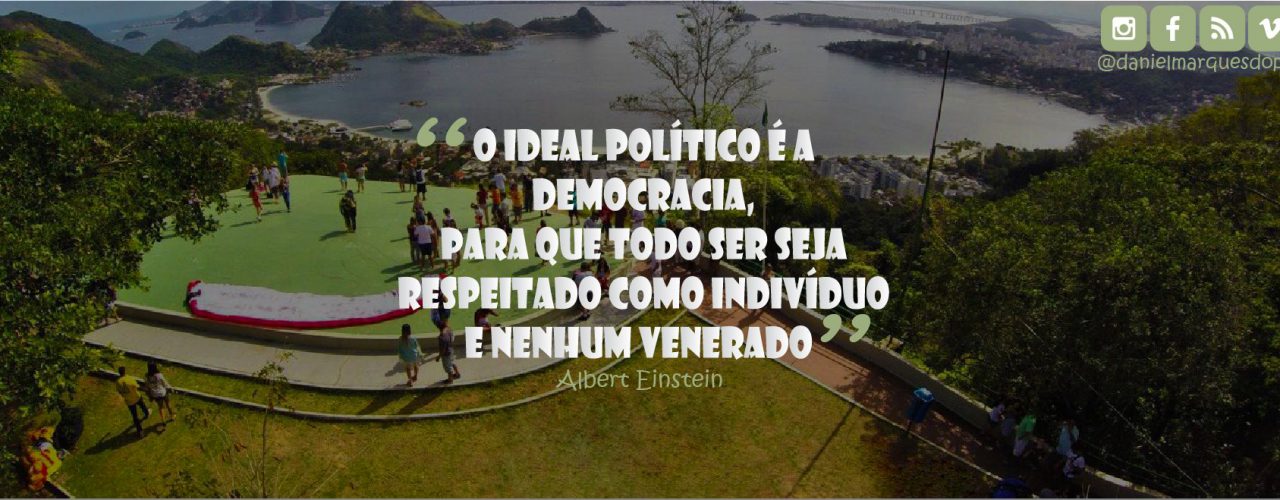 @danielmarquesdop
“ O IDEAL POLÍTICO É A
DEMOCRACIA,
PARA QUE TODO SER SEJA
RESPEITADO COMO INDIVÍDUO
E NENHUM VENERADO ”
Albert Einstein